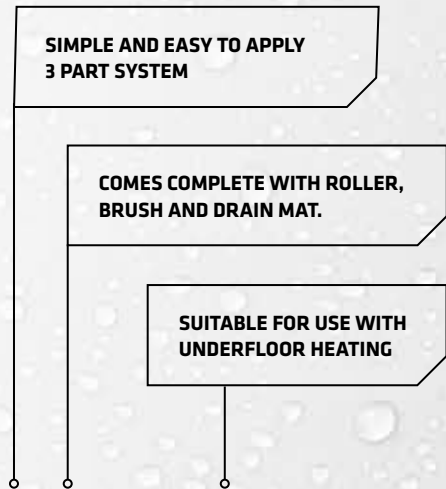 SIMPLE AND EASY TO APPLY
3 PART SYSTEM
COMES COMPLETE WITH ROLLER,
BRUSH AND DRAIN MAT.
SUITABLE FOR USE WITH
UNDERFLOOR HEATING